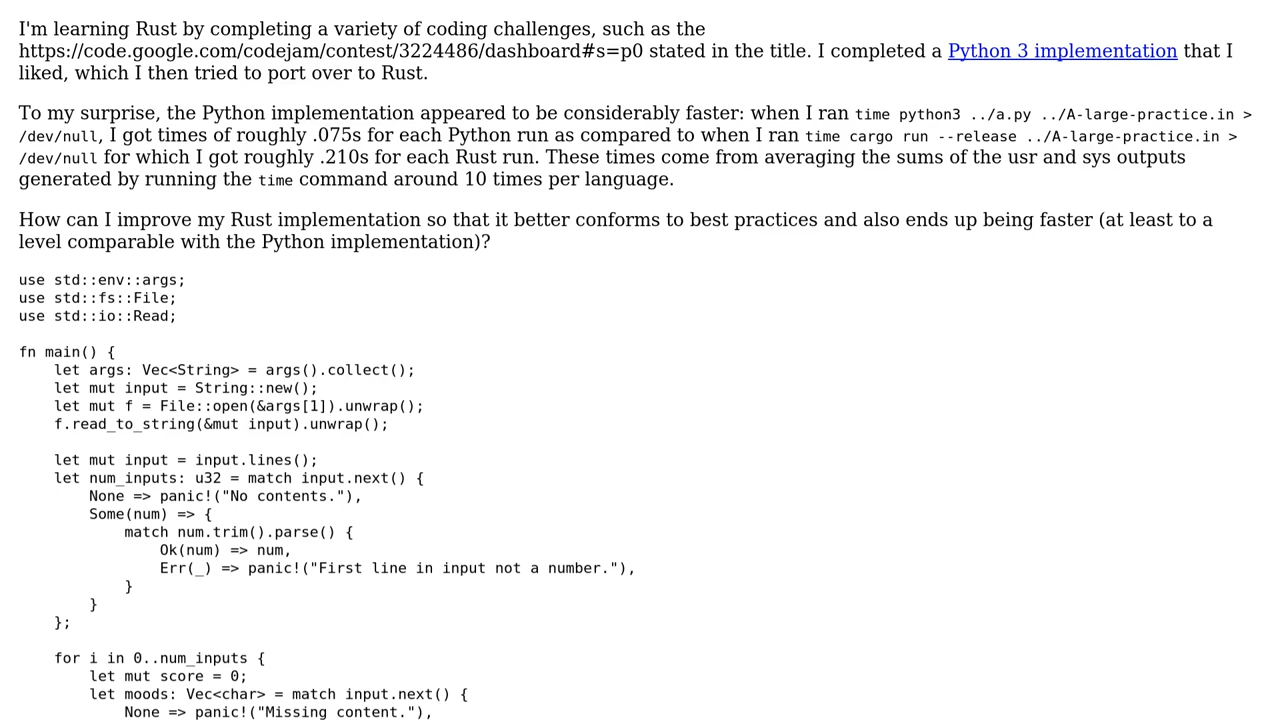 I'm learning Rust by completing a variety of coding challenges, such as the
https://code.google.com/codejam/contest/3224486/dashboard#s=p0 stated in the title. I completed a Python 3 implementation that I
liked, which I then tried to port over to Rust.
To my surprise, the Python implementation appeared to be considerably faster: when I ran time python3 ../a.py ../A-large-practice.in >
/dev/null, I got times of roughly .075s for each Python run as compared to when I ran time cargo run --release ../A-large-practice.in >
/dev/null for which I got roughly .210s for each Rust run. These times come from averaging the sums of the usr and sys outputs
generated by running the time command around 10 times per language.
How can I improve my Rust implementation so that it better conforms to best practices and also ends up being faster (at least to a
level comparable with the Python implementation)?
use std::env::args;
use std::fs::File;
use std::io::Read;
fn main() {
    let args: Vec<String> = args().collect();
    let mut input = String::new();
    let mut f = File::open(&args[1]).unwrap();
    f.read_to_string(&mut input).unwrap();
    let mut input = input.lines();
    let num_inputs: u32 = match input.next() {
        None => panic!("No contents."),
        Some(num) => {
            match num.trim().parse() {
                Ok(num) => num,
                Err(_) => panic!("First line in input not a number."),
            }
        }
    };
    for i in 0..num_inputs {
        let mut score = 0;
        let moods: Vec<char> = match input.next() {
            None => panic!("Missing content."),